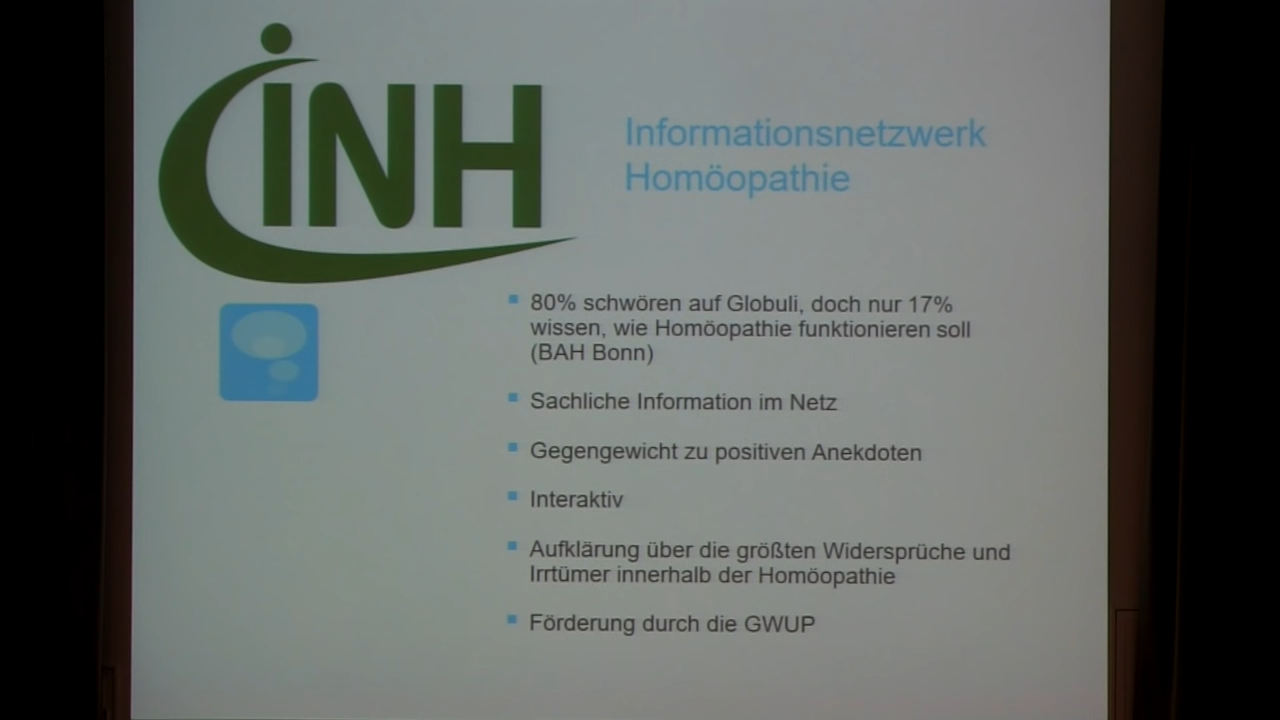 iNH
Informationsnetzwerk
Homöopathie
80% schwören auf Globuli, doch nur 17%
wissen, wie Homöopathie funktionieren soll
(BAH Bonn)
Sachliche Information im Netz
Gegengewicht zu positiven Anekdoten
Interaktiv
Aufklärung über die größten Widersprüche und
Irrtümer innerhalb der Homöopathie
Förderung durch die GWUP